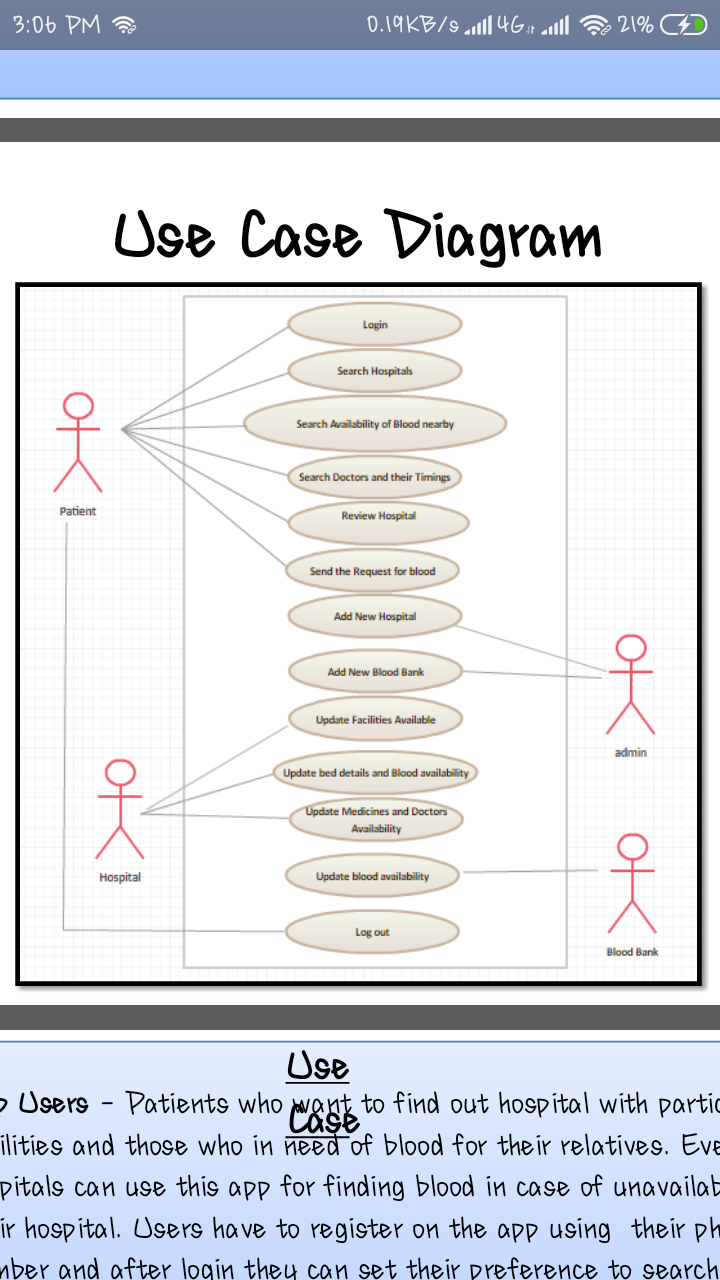 3:06 PM 0.19KB/s 4G 21%
Use Case Diagram
Login
Search Hospitals
Search Availability of Blood nearby
Search Doctors and their Timings
Review Hospital
Patient
Send the Request for blood
Add New Hospital
Add New Blood Bank
Update Facilities Available
admin
Update bed details and Blood availability
Update Medicines and Doctors
Availability
Hospital
Update blood availability
Log out
Blood Bank
Use
Case
Users – Patients who want to find out hospital with partic
ilities and those who in need of blood for their relatives. Eve
pitals can use this app for finding blood in case of unavailab
ir hospital. Users have to register on the app using their ph
mber and after login they can set their preference to search